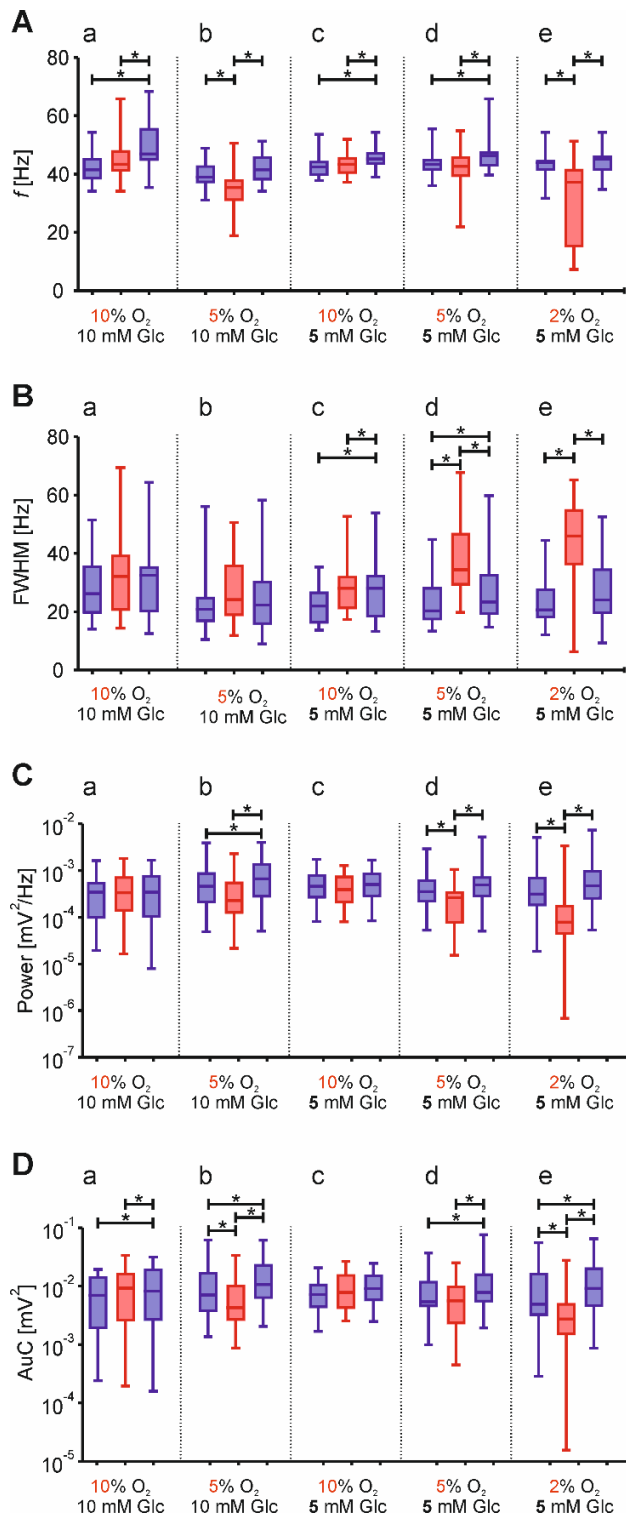 A
a b c d e
* * * * * * * * * *
80
60
40
20
0
f [Hz]
10% O2 5% O2 10% O2 5% O2 2% O2
10 mM Glc 10 mM Glc 5 mM Glc 5 mM Glc 5 mM Glc
B
a b c d e
* * * * * * *
80
60
40
20
0
FWHM [Hz]
10% O2 5% O2 10% O2 5% O2 2% O2
10 mM Glc 10 mM Glc 5 mM Glc 5 mM Glc 5 mM Glc
C
a b c d e
* * * * * *
10-2
10-3
10-4
10-5
10-6
10-7
Power [mV2/Hz]
10% O2 5% O2 10% O2 5% O2 2% O2
10 mM Glc 10 mM Glc 5 mM Glc 5 mM Glc 5 mM Glc
D
a b c d e
* * * * * * * * * *
10-1
10-2
10-3
10-4
10-5
AuC [mV2]
10% O2 5% O2 10% O2 5% O2 2% O2
10 mM Glc 10 mM Glc 5 mM Glc 5 mM Glc 5 mM Glc